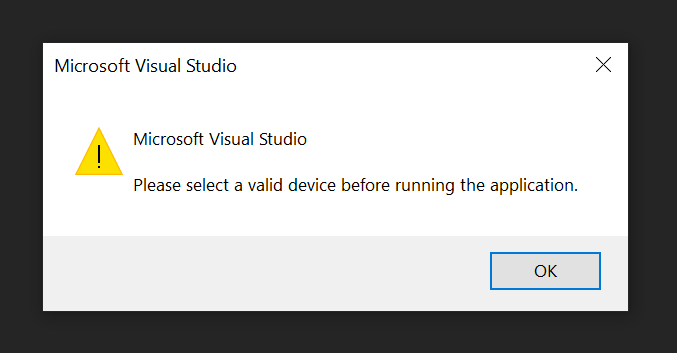 Microsoft Visual Studio
Microsoft Visual Studio
Please select a valid device before running the application.
OK